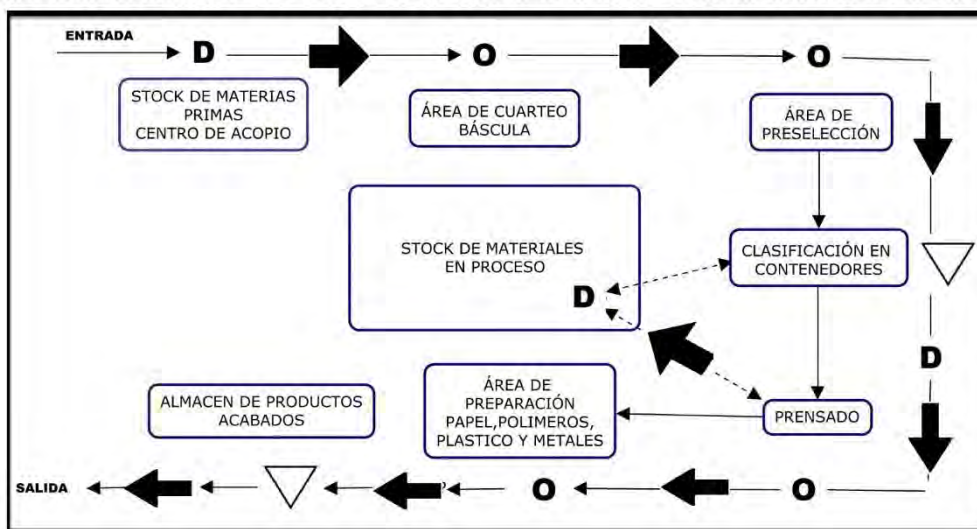 ENTRADA
D
O
O
STOCK DE MATERIAS
PRIMAS
CENTRO DE ACOPIO
ÁREA DE CUARTEO
BÁSCULA
ÁREA DE
PRESELECCIÓN
STOCK DE MATERIALES
EN PROCESO
D
CLASIFICACIÓN EN
CONTENEDORES
D
ALMACEN DE PRODUCTOS
ACABADOS
ÁREA DE
PREPARACIÓN
PAPEL,POLIMEROS,
PLASTICO Y METALES
PRENSADO
SALIDA
O
O